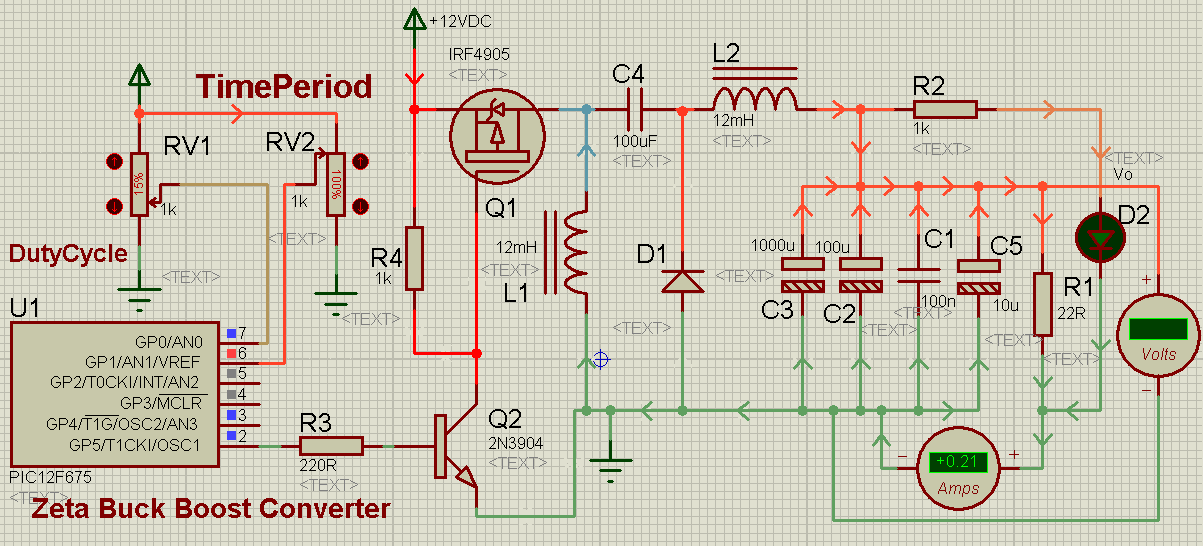 +12VDC
IRF4905
<TEXT>
Q1
TimePeriod
RV1
15%
1k
RV2
100%
1k
<TEXT>
DutyCycle
<TEXT>
R4
1k
<TEXT>
C4
100uF
<TEXT>
L2
12mH
<TEXT>
R2
1k
<TEXT>
<TEXT>
Vo
D2
12mH
<TEXT>
L1
D1
<TEXT>
<TEXT>
1000u
C3
100u
C2
<TEXT>
C1
100n
<TEXT>
C5
10u
<TEXT>
R1
22R
<TEXT>
+
Volts
−
U1
GP0/AN0 7
GP1/AN1/VREF 6
GP2/T0CKI/INT/AN2 5
GP3/MCLR 4
GP4/T1G/OSC2/AN3 3
GP5/T1CKI/OSC1 2
PIC12F675
<TEXT>
R3
220R
<TEXT>
Q2
2N3904
<TEXT>
<TEXT>
− +0.21 +
Amps
Zeta Buck Boost Converter